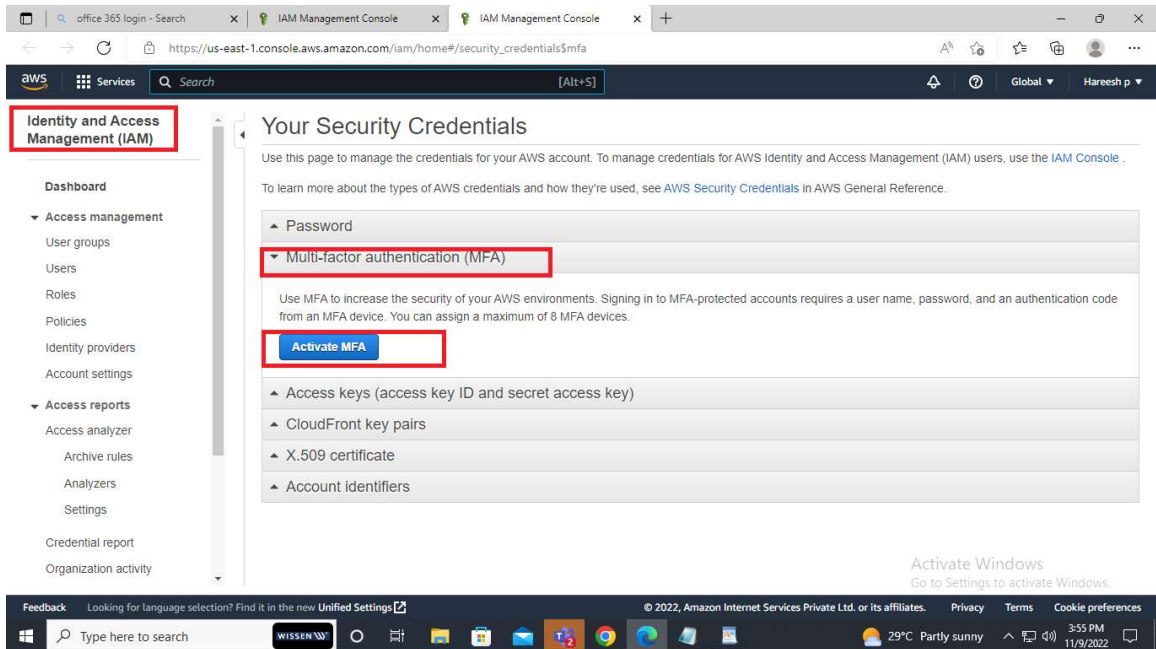 office 365 login - Search
IAM Management Console
IAM Management Console
https://us-east-1.console.aws.amazon.com/iam/home#/security_credentials$mfa
aws
Services
Search
[Alt+S]
Global
Hareesh p
Identity and Access
Management (IAM)
Dashboard
Access management
User groups
Users
Roles
Policies
Identity providers
Account settings
Access reports
Access analyzer
Archive rules
Analyzers
Settings
Credential report
Organization activity
Your Security Credentials
Use this page to manage the credentials for your AWS account. To manage credentials for AWS Identity and Access Management (IAM) users, use the IAM Console .
To learn more about the types of AWS credentials and how they're used, see AWS Security Credentials in AWS General Reference.
Password
Multi-factor authentication (MFA)
Use MFA to increase the security of your AWS environments. Signing in to MFA-protected accounts requires a user name, password, and an authentication code
from an MFA device. You can assign a maximum of 8 MFA devices.
Activate MFA
Access keys (access key ID and secret access key)
CloudFront key pairs
X.509 certificate
Account identifiers
Activate Windows
Go to Settings to activate Windows.
Feedback
Looking for language selection? Find it in the new Unified Settings
© 2022, Amazon Internet Services Private Ltd. or its affiliates.
Privacy
Terms
Cookie preferences
Type here to search
WISSEN
29°C Partly sunny
3:55 PM
11/9/2022